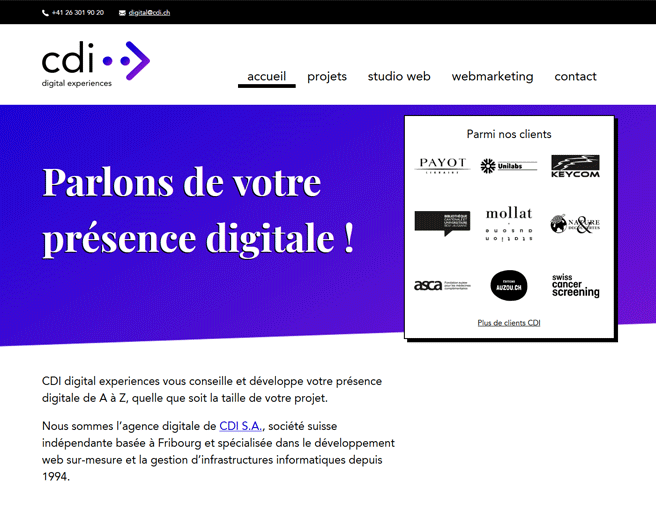 +41 26 301 90 20
digital@cdi.ch
cdi
digital experiences
accueil
projets
studio web
webmarketing
contact
Parlons de votre
présence digitale !
Parmi nos clients
PAYOT
LIBRAIRE
Unilabs
KEYCOM
mollat
station
ausone
NATURE
&
DÉCOUVERTES
asca
AUZOU.CH
swiss
cancer
screening
Plus de clients CDI
CDI digital experiences vous conseille et développe votre présence
digitale de A à Z, quelle que soit la taille de votre projet.
Nous sommes l’agence digitale de CDI S.A., société suisse
indépendante basée à Fribourg et spécialisée dans le développement
web sur-mesure et la gestion d’infrastructures informatiques depuis
1994.